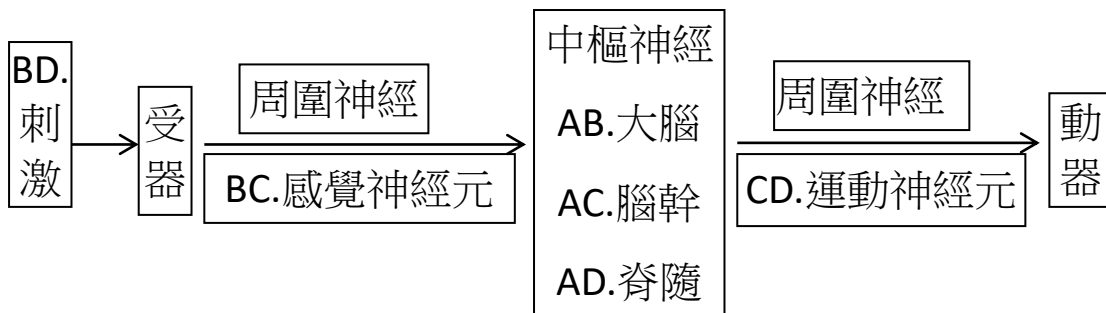 BD.
刺
激
受
器
周圍神經
BC.感覺神經元
中樞神經
AB.大腦
AC.腦幹
AD.脊隨
周圍神經
CD.運動神經元
動
器